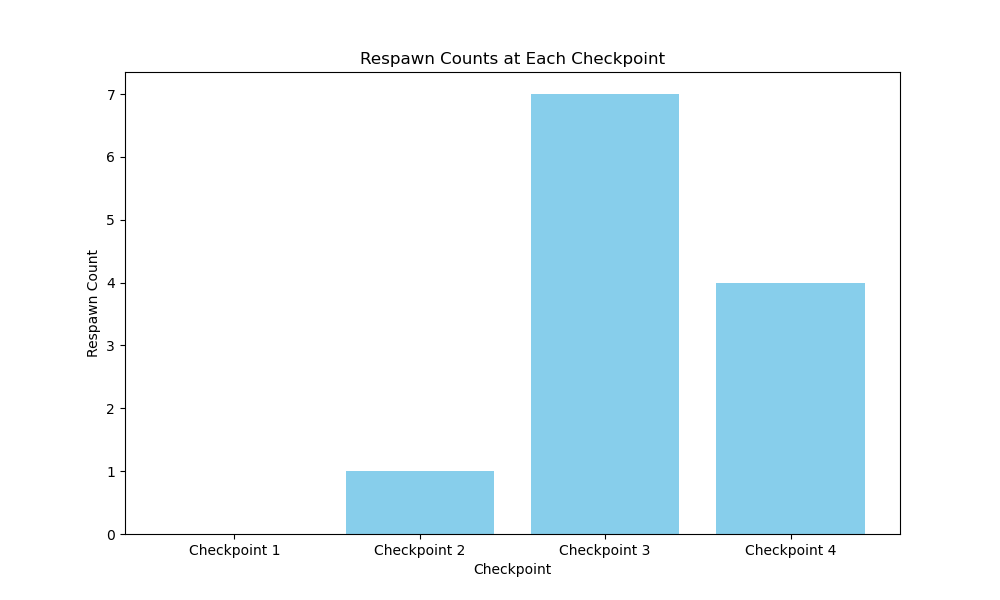 Respawn Counts at Each Checkpoint
7
6
5
4
3
2
1
0
Respawn Count
Checkpoint 1
Checkpoint 2
Checkpoint 3
Checkpoint 4
Checkpoint